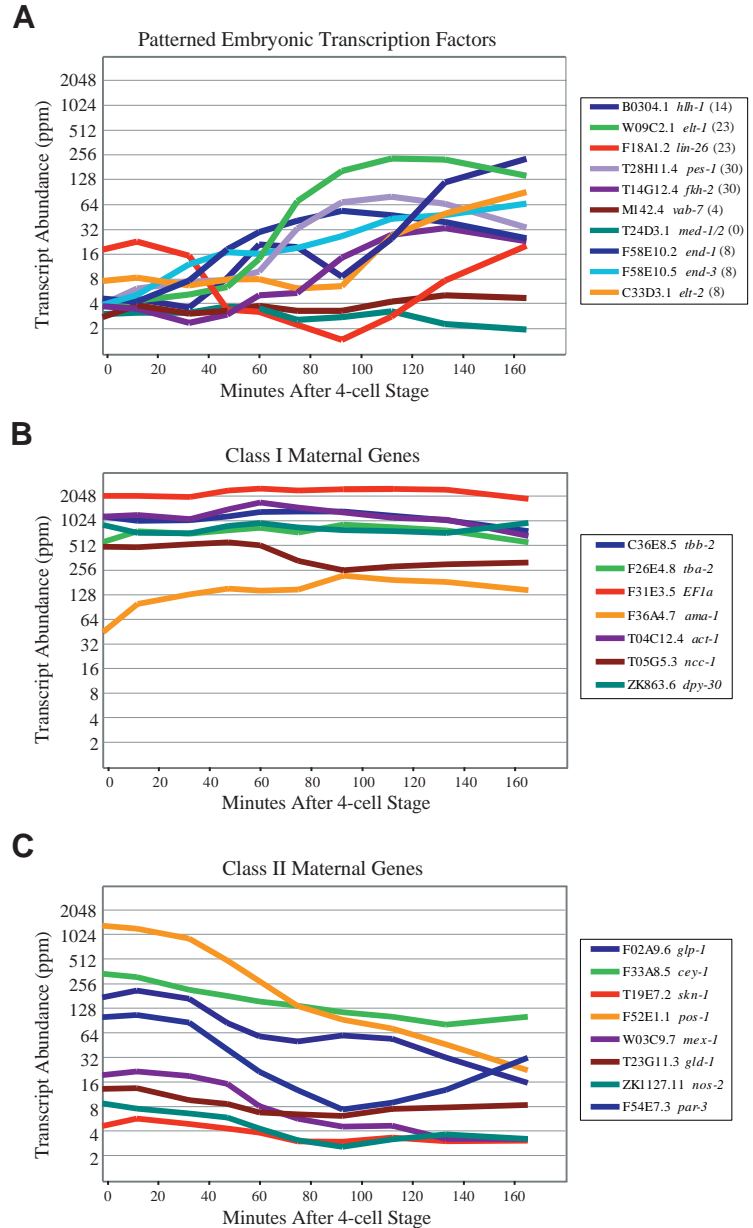 A
Patterned Embryonic Transcription Factors
Transcript Abundance (ppm)
2048
1024
512
256
128
64
32
16
8
4
2
0 20 40 60 80 100 120 140 160
Minutes After 4-cell Stage
B0304.1 hlh-1 (14)
W09C2.1 elt-1 (23)
F18A1.2 lin-26 (23)
T28H11.4 pes-1 (30)
T14G12.4 fkh-2 (30)
M142.4 vab-7 (4)
T24D3.1 med-1/2 (0)
F58E10.2 end-1 (8)
F58E10.5 end-3 (8)
C33D3.1 elt-2 (8)
B
Class I Maternal Genes
Transcript Abundance (ppm)
2048
1024
512
256
128
64
32
16
8
4
2
0 20 40 60 80 100 120 140 160
Minutes After 4-cell Stage
C36E8.5 tbb-2
F26E4.8 tba-2
F31E3.5 EF1a
F36A4.7 ama-1
T04C12.4 act-1
T05G5.3 ncc-1
ZK863.6 dpy-30
C
Class II Maternal Genes
Transcript Abundance (ppm)
2048
1024
512
256
128
64
32
16
8
4
2
0 20 40 60 80 100 120 140 160
Minutes After 4-cell Stage
F02A9.6 glp-1
F33A8.5 cey-1
T19E7.2 skn-1
F52E1.1 pos-1
W03C9.7 mex-1
T23G11.3 gld-1
ZK1127.11 nos-2
F54E7.3 par-3